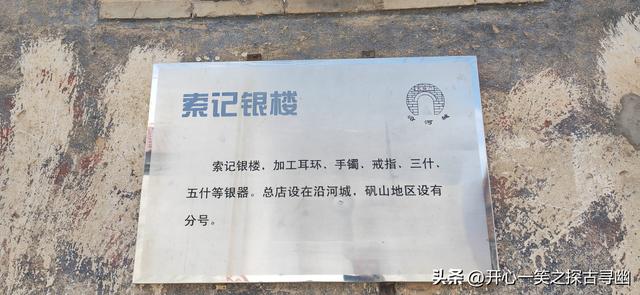 索记银楼
沿河城
索记银楼，加工耳环、手镯、戒指、三什、
五什等银器。总店设在沿河城，矾山地区设有
分号。
头条 @开心一笑之探古寻幽